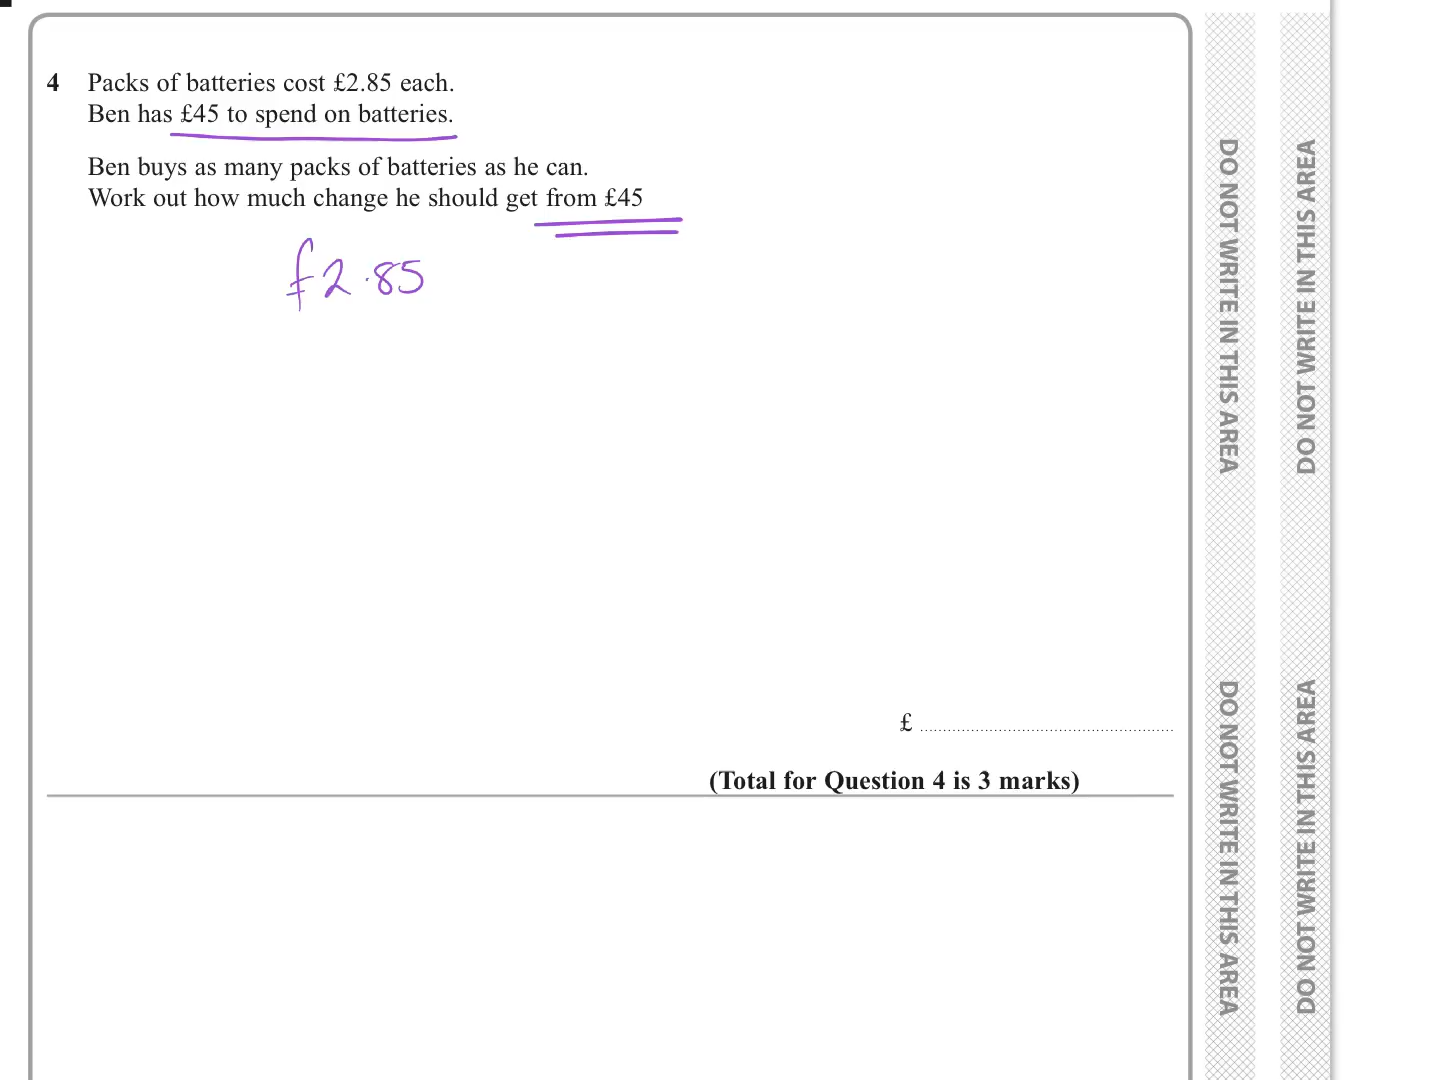 4 Packs of batteries cost £2.85 each.
Ben has £45 to spend on batteries.
Ben buys as many packs of batteries as he can.
Work out how much change he should get from £45
£2.85
£ ........................................................
(Total for Question 4 is 3 marks)
DO NOT WRITE IN THIS AREA
DO NOT WRITE IN THIS AREA
DO NOT WRITE IN THIS AREA
DO NOT WRITE IN THIS AREA